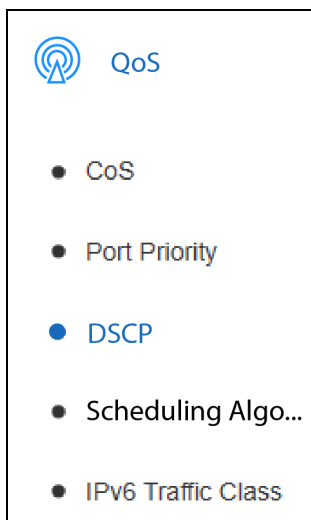 QoS
CoS
Port Priority
DSCP
Scheduling Algo...
IPv6 Traffic Class